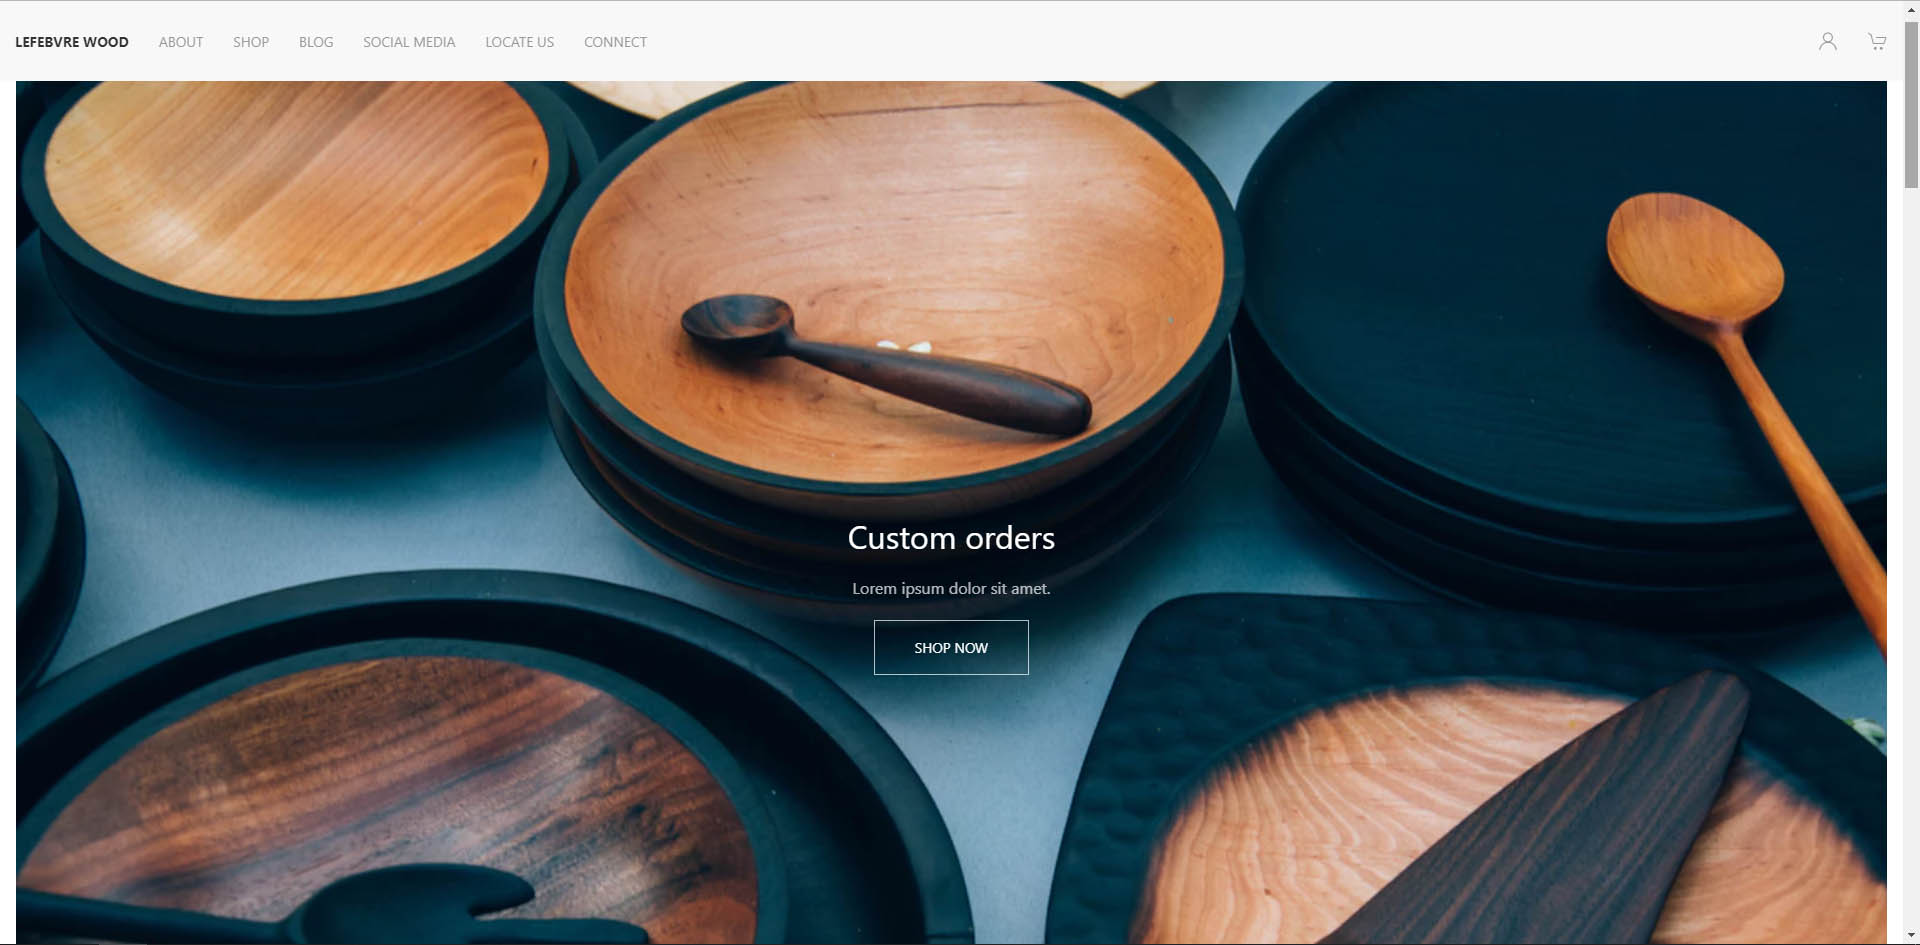 LEFEBVRE WOOD ABOUT SHOP BLOG SOCIAL MEDIA LOCATE US CONNECT
Custom orders
Lorem ipsum dolor sit amet.
SHOP NOW